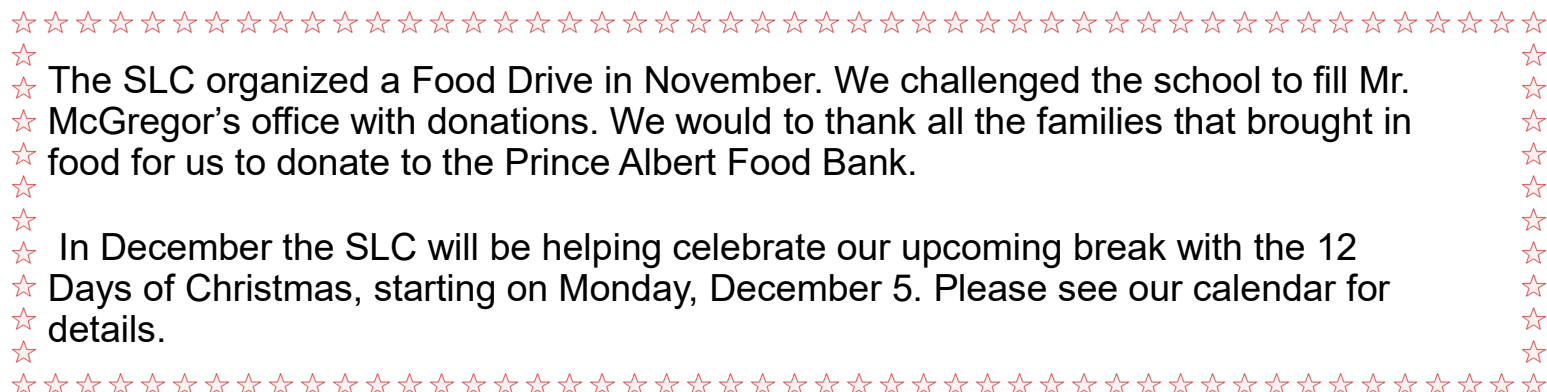 The SLC organized a Food Drive in November. We challenged the school to fill Mr.
McGregor’s office with donations. We would to thank all the families that brought in
food for us to donate to the Prince Albert Food Bank.
In December the SLC will be helping celebrate our upcoming break with the 12
Days of Christmas, starting on Monday, December 5. Please see our calendar for
details.